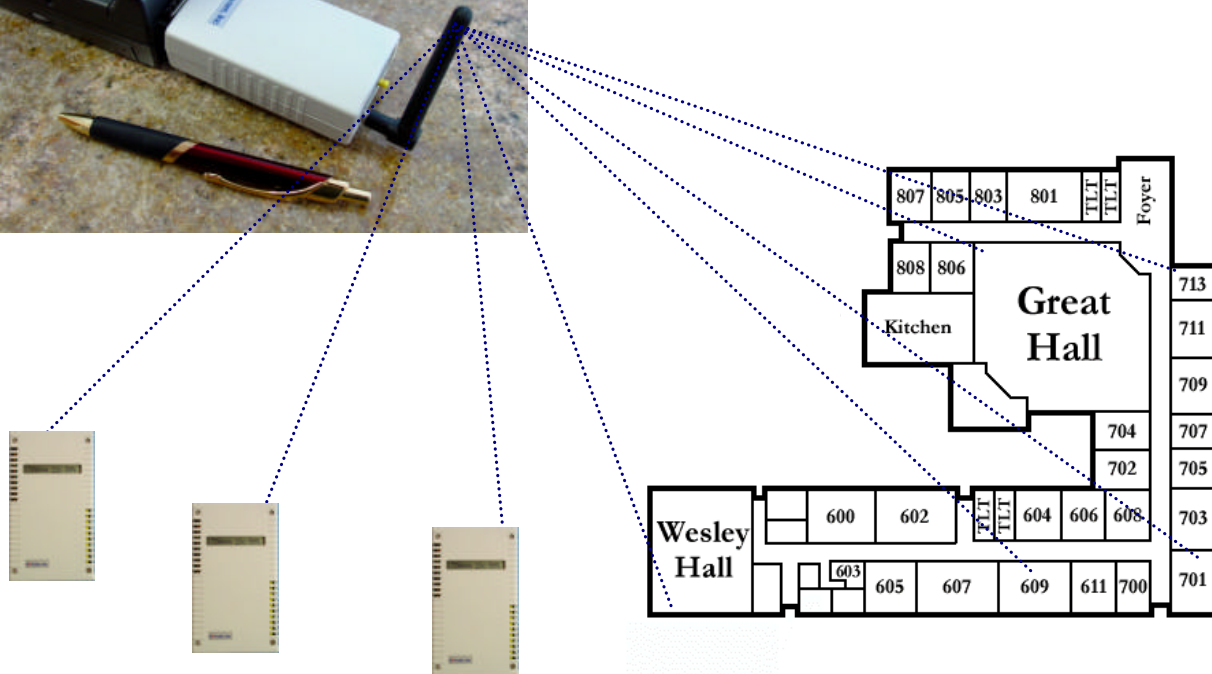 807 805 803 801 TLT TLT Foyer
808 806
Great
Hall
Kitchen
713
711
709
704 707
702 705
Wesley
Hall
600 602 TLT TLT 604 606 608 703
603
605 607 609 611 700 701